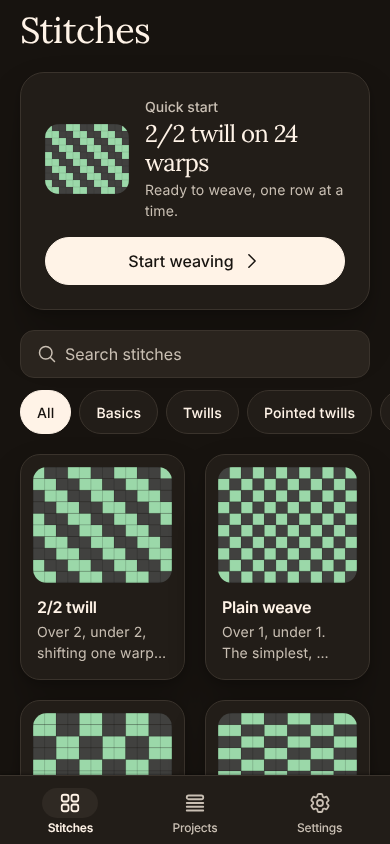 Stitches
Quick start
2/2 twill on 24
warps
Ready to weave, one row at a
time.
Start weaving
Search stitches
All
Basics
Twills
Pointed twills
2/2 twill
Over 2, under 2,
shifting one warp...
Plain weave
Over 1, under 1.
The simplest, ...
Stitches
Projects
Settings